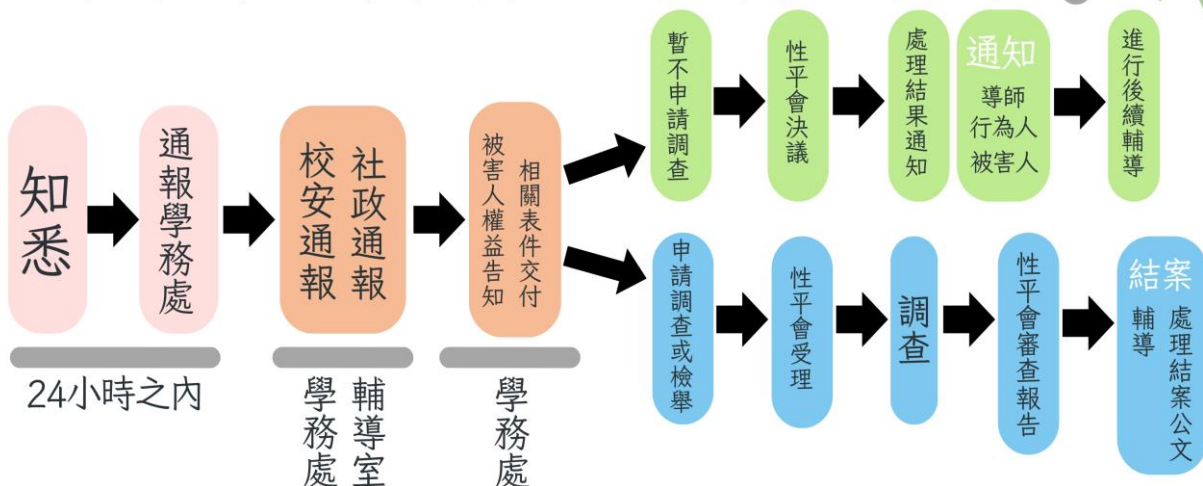 知悉
通報學務處
24小時之內
社政通報
校安通報
輔導室
學務處
相關表件交付
被害人權益告知
學務處
暫不申請調查
性平會決議
處理結果通知
通知
導師
行為人
被害人
進行後續輔導
申請調查或檢舉
性平會受理
調查
性平會審查報告
結案
處理結案公文
輔導